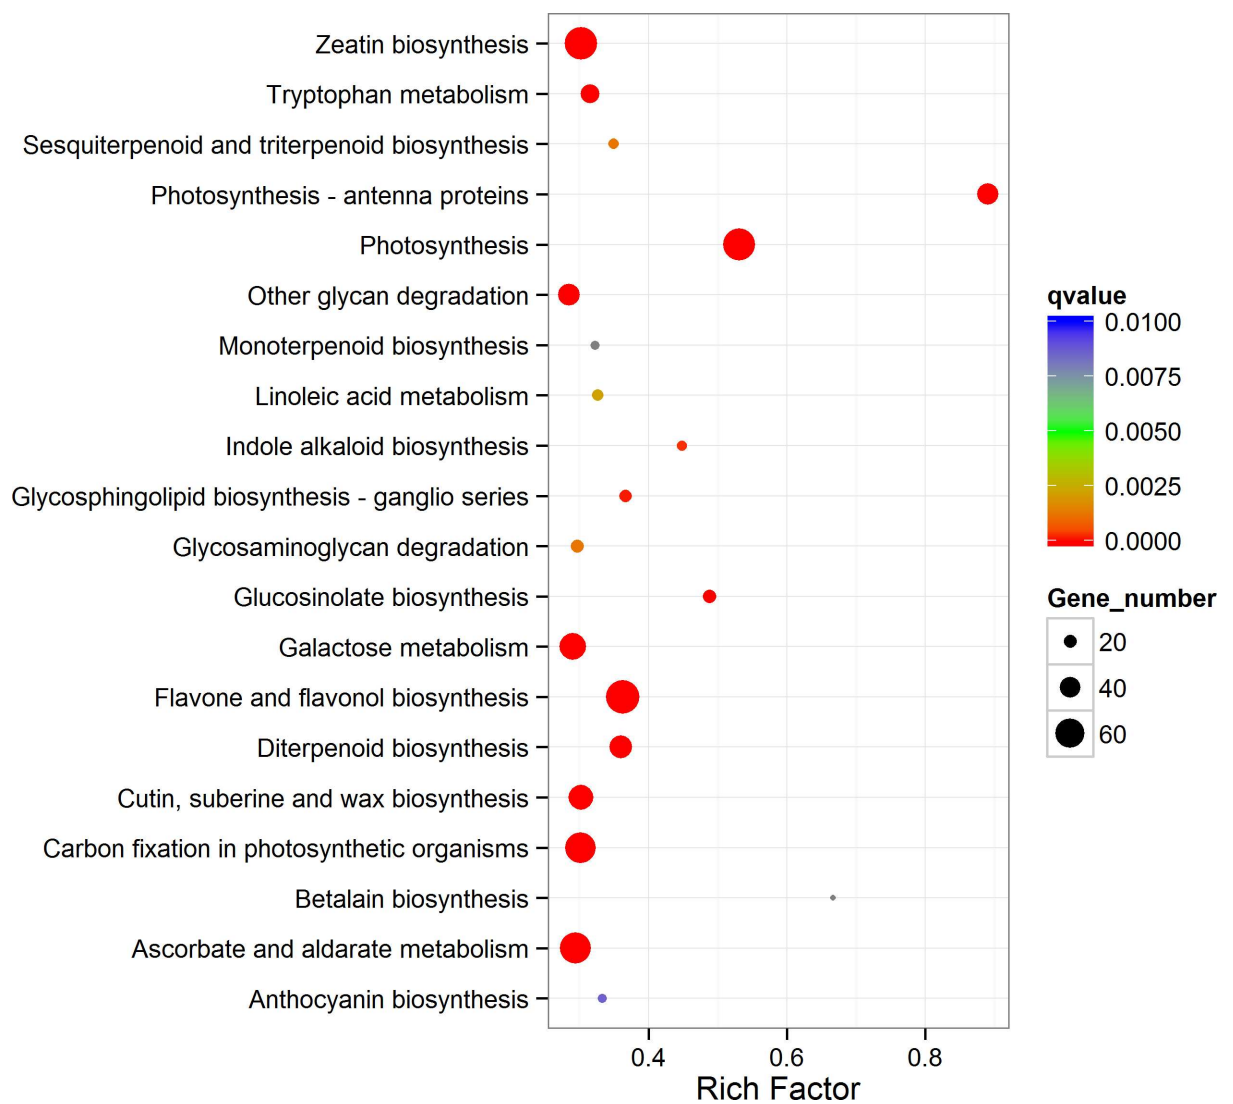 Zeatin biosynthesis
Tryptophan metabolism
Sesquiterpenoid and triterpenoid biosynthesis
Photosynthesis - antenna proteins
Photosynthesis
Other glycan degradation
Monoterpenoid biosynthesis
Linoleic acid metabolism
Indole alkaloid biosynthesis
Glycosphingolipid biosynthesis - ganglio series
Glycosaminoglycan degradation
Glucosinolate biosynthesis
Galactose metabolism
Flavone and flavonol biosynthesis
Diterpenoid biosynthesis
Cutin, suberine and wax biosynthesis
Carbon fixation in photosynthetic organisms
Betalain biosynthesis
Ascorbate and aldarate metabolism
Anthocyanin biosynthesis
0.4 0.6 0.8
Rich Factor
qvalue
0.0100
0.0075
0.0050
0.0025
0.0000
Gene_number
20
40
60